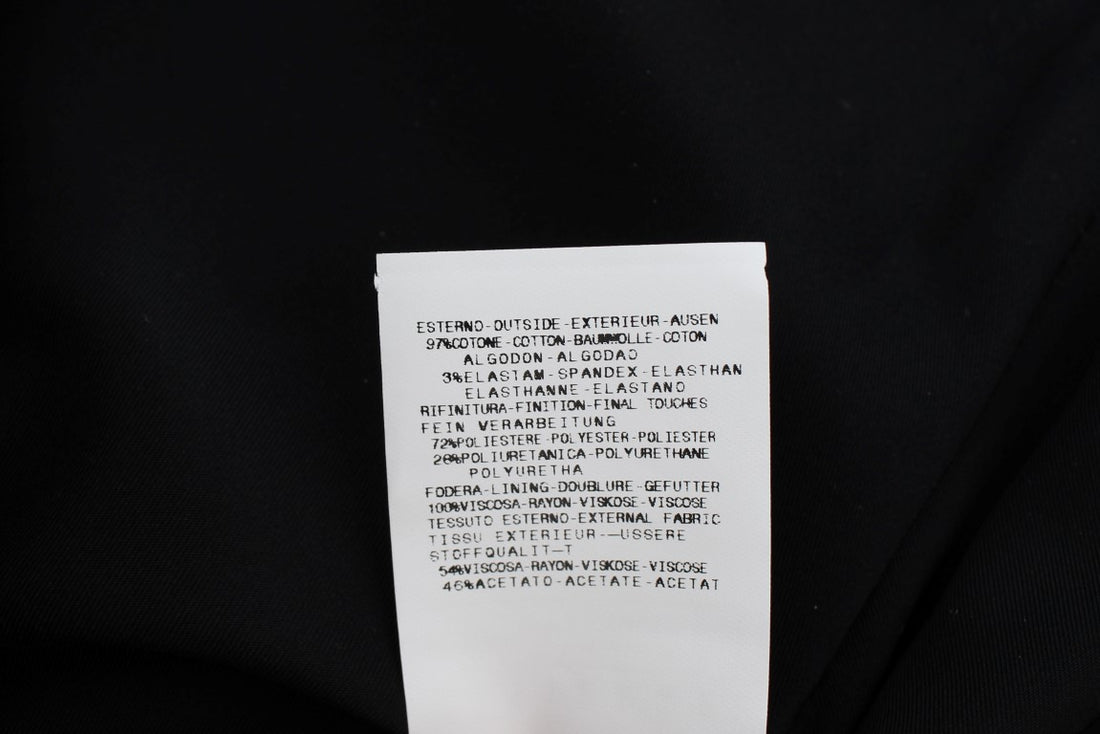 ESTERNO-OUTSIDE-EXTERIEUR-AUSEN
97%COTONE-COTTON-BAUMWOLLE-COTON
ALGODON-ALGODAO
3%ELASTAM-SPANDEX-ELASTHAN
ELASTHANNE-ELASTANO
RIFINITURA-FINITION-FINAL TOUCHES
FEIN VERARBEITUNG
72%POLIESTERE-POLYESTER-POLIESTER
28%POLIURETANICA-POLYURETHANE
POLYURETHA
FODERA-LINING-DOUBLURE-GEFUTTER
100%VISCOSA-RAYON-VISKOSE-VISCOSE
TESSUTO ESTERNO-EXTERNAL FABRIC
TISSU EXTERIEUR-—USSERE
STOFFQUALIT—T
54%VISCOSA-RAYON-VISKOSE-VISCOSE
46%ACETATO-ACETATE-ACETAT